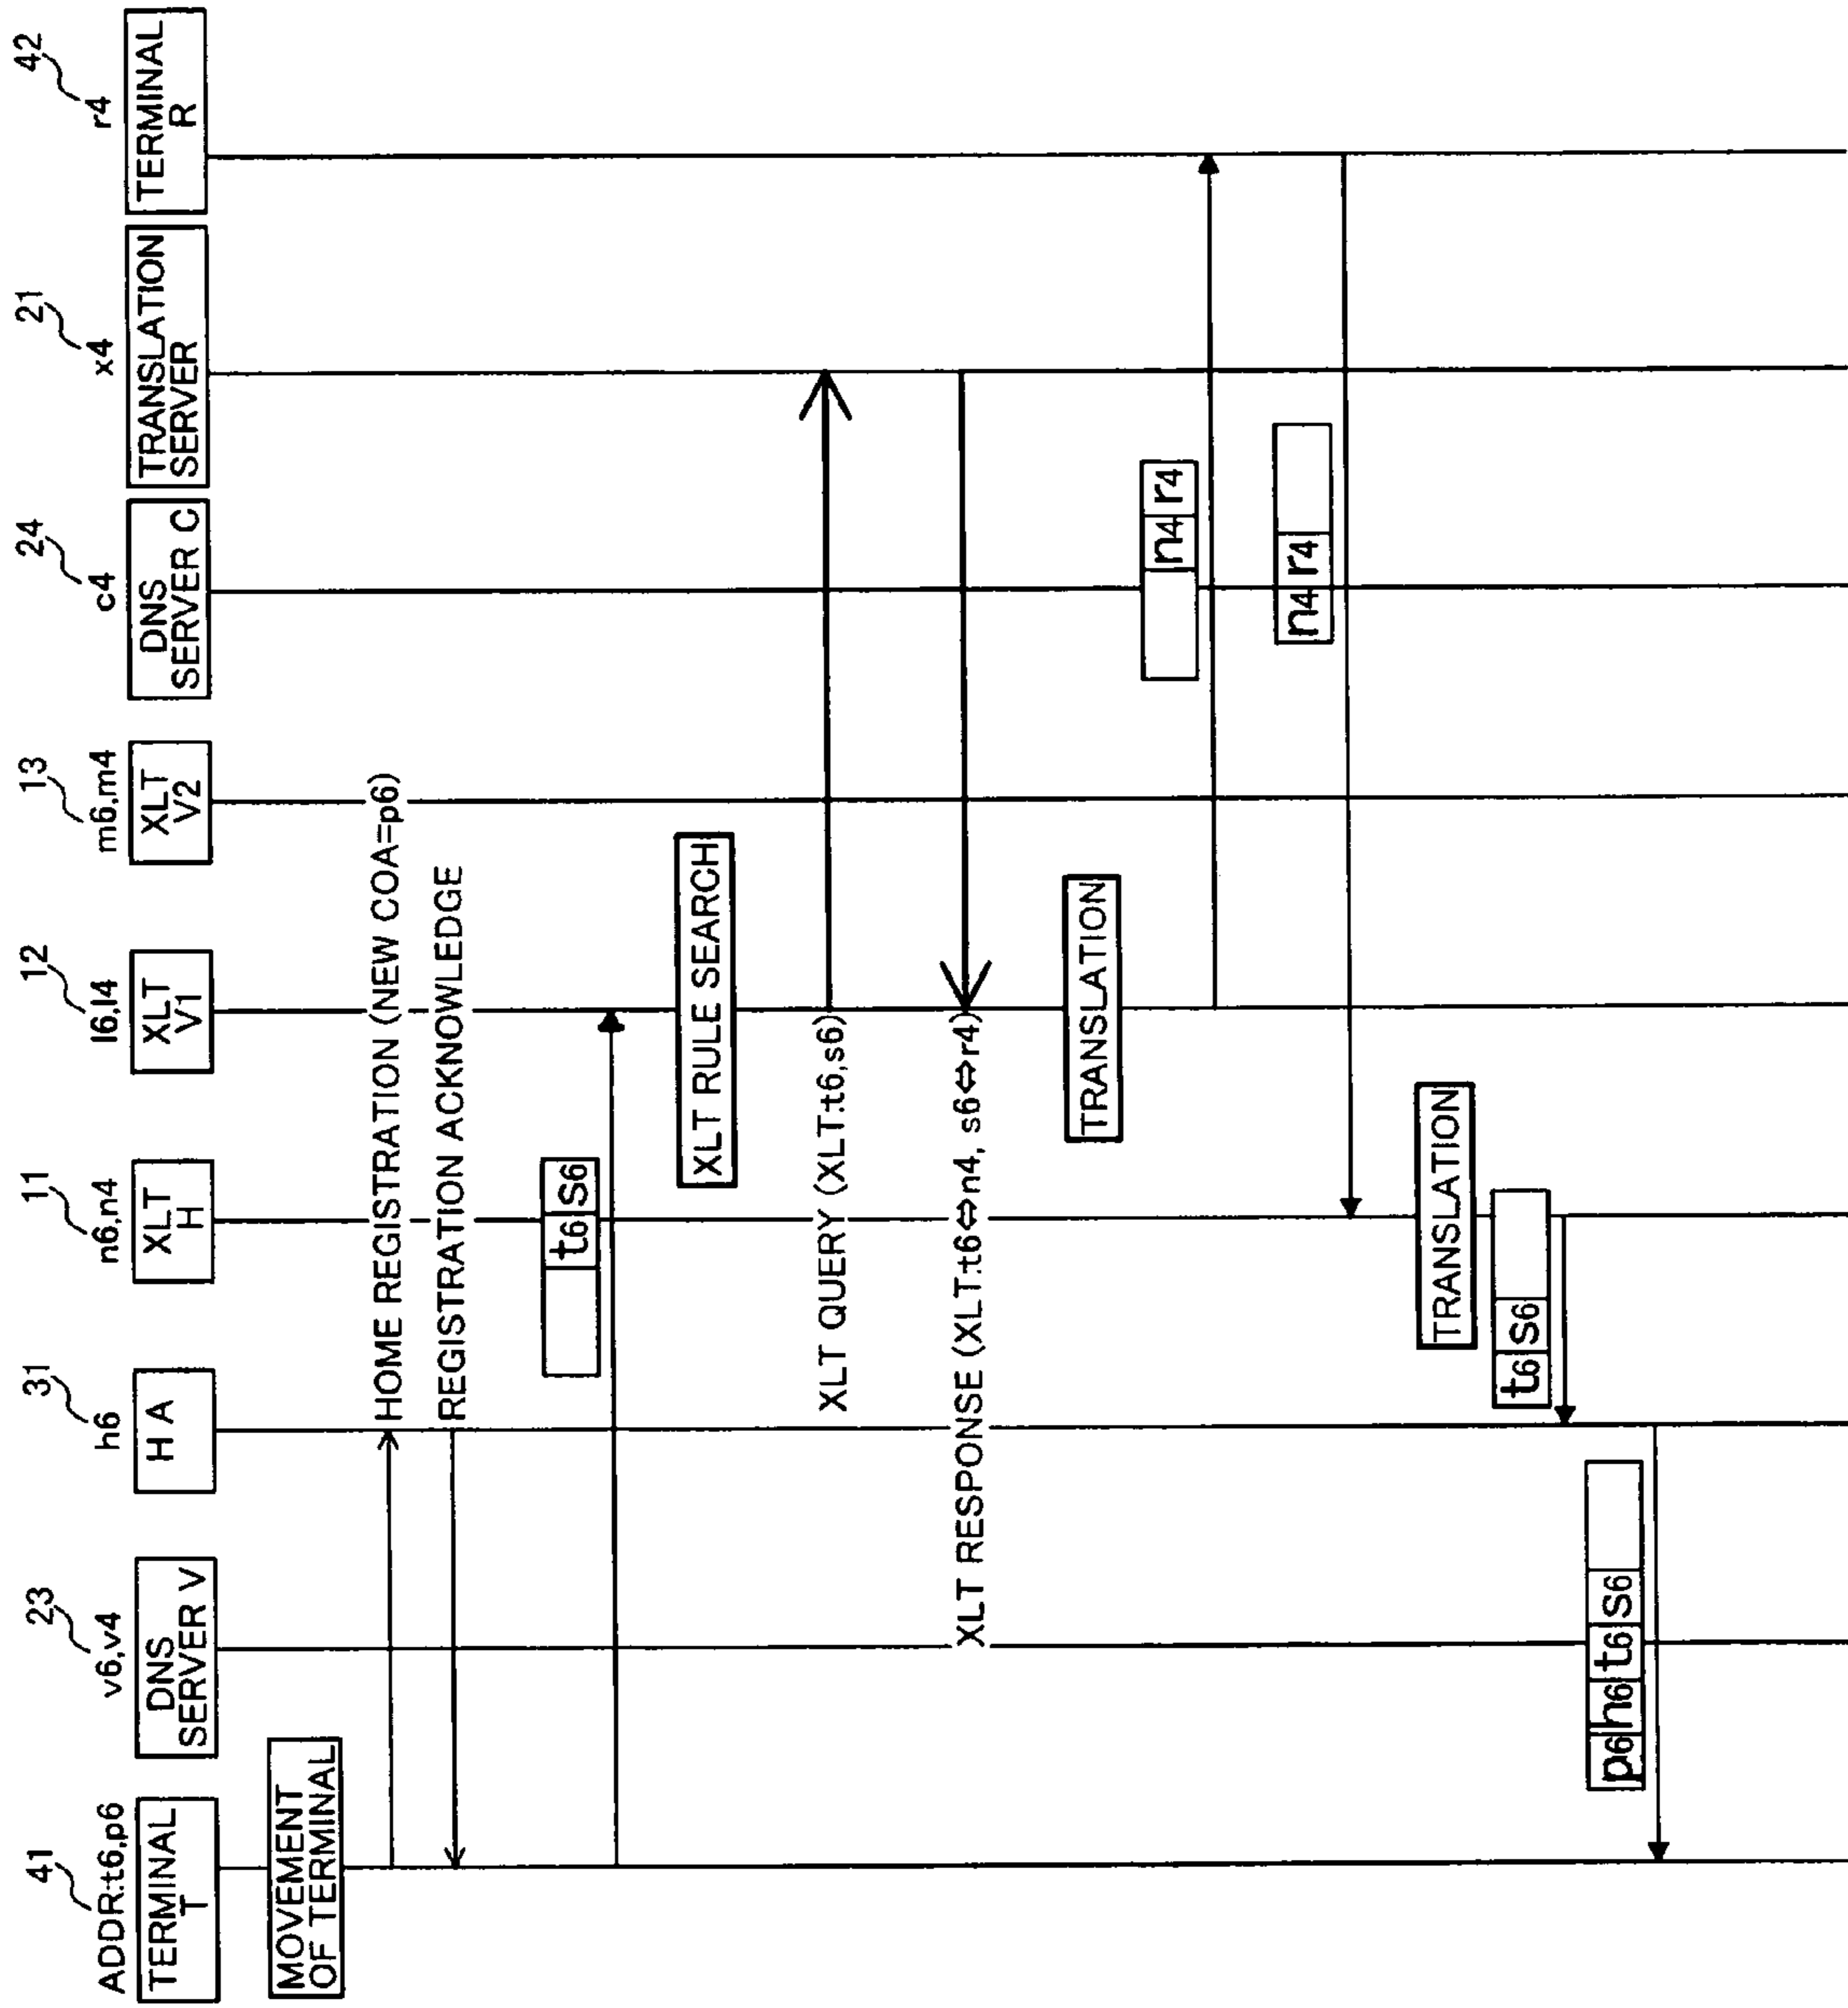 41
ADDR:t6,p6
TERMINAL
T
23
v6,v4
DNS
SERVER V
31
h6
H A
11
n6,n4
XLT
H
12
l6,l4
XLT
V1
13
m6,m4
XLT
V2
24
c4
DNS
SERVER C
21
x4
TRANSLATION
SERVER
42
r4
TERMINAL
R
MOVEMENT
OF TERMINAL
HOME REGISTRATION (NEW COA=p6)
REGISTRATION ACKNOWLEDGE
t6 s6
XLT RULE SEARCH
XLT QUERY (XLT:t6,s6)
XLT RESPONSE (XLT:t6⇔n4, s6⇔r4)
TRANSLATION
n4 r4
n4 r4
TRANSLATION
t6 s6
p6 h6 t6 s6